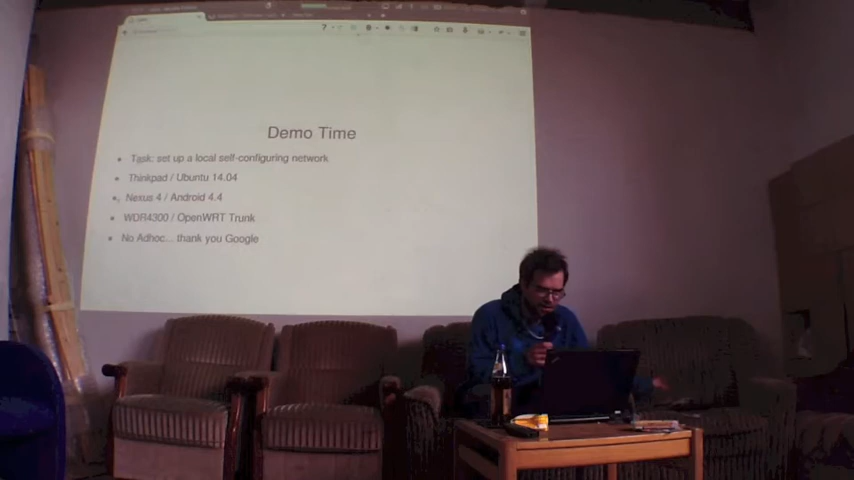 Demo Time
Task: set up a local self-configuring network
Thinkpad / Ubuntu 14.04
Nexus 4 / Android 4.4
WDR4300 / OpenWRT Trunk
No Adhoc... thank you Google